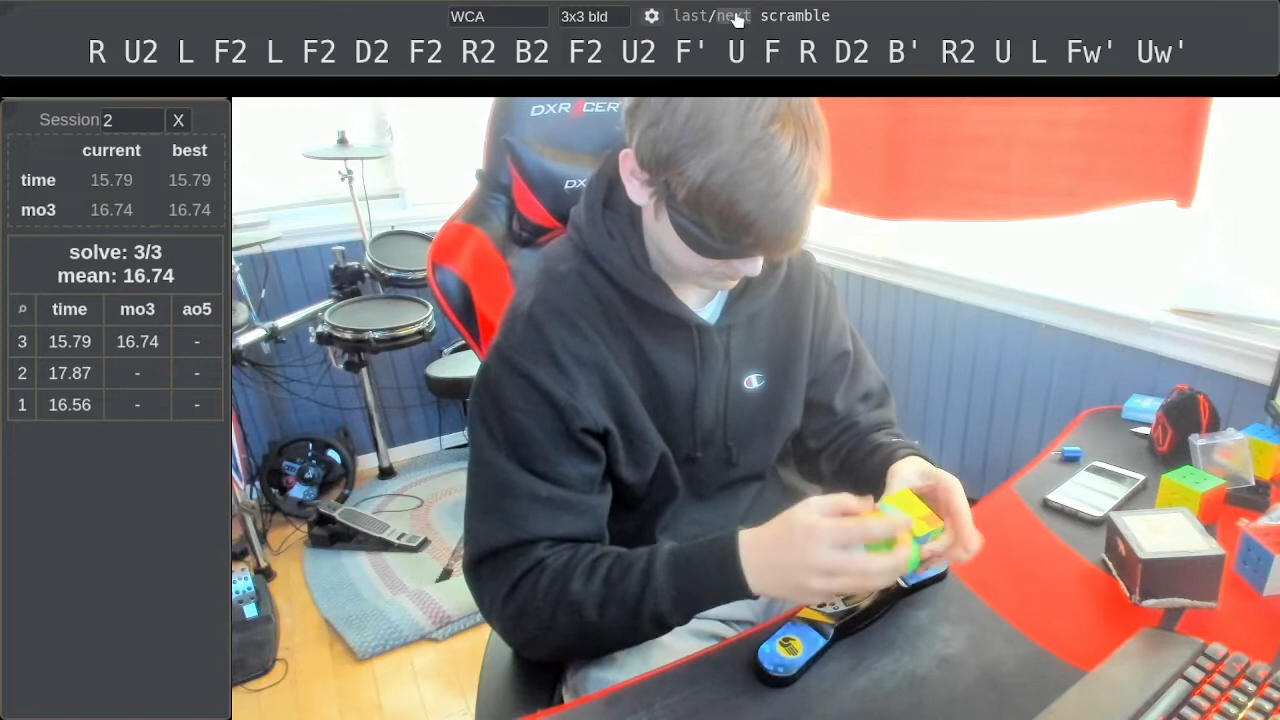 WCA 3x3 bld last/next scramble
R U2 L F2 L F2 D2 F2 R2 B2 F2 U2 F' U F R D2 B' R2 U L Fw' Uw'
Session 2 X
current best
time 15.79 15.79
mo3 16.74 16.74
solve: 3/3
mean: 16.74
time mo3 ao5
3 15.79 16.74 -
2 17.87 - -
1 16.56 - -
DXRACER
DX